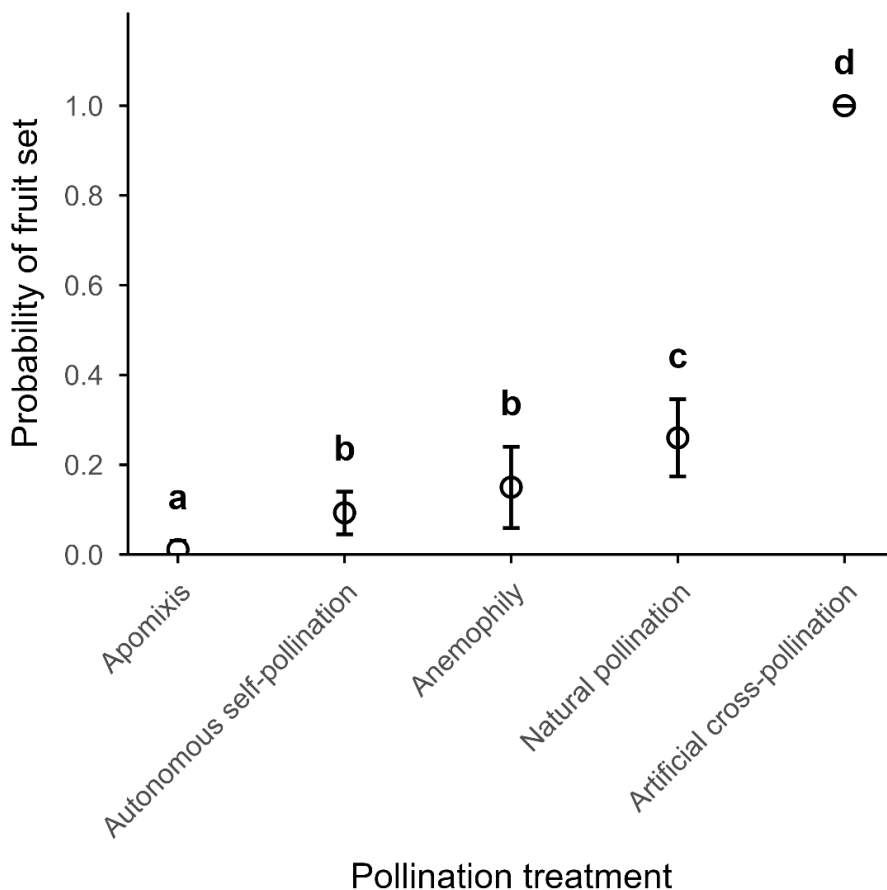 d
1.0
0.8
0.6
0.4
0.2
0.0
Probability of fruit set
c
b
b
a
Apomixis
Autonomous self-pollination
Anemophily
Natural pollination
Artificial cross-pollination
Pollination treatment